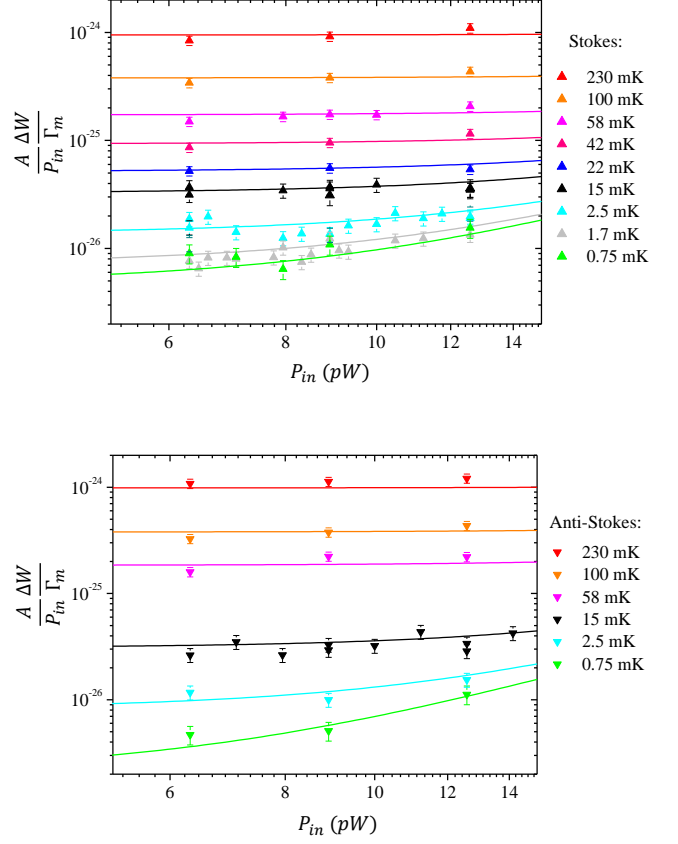 10⁻²⁴
10⁻²⁵
10⁻²⁶
A ΔW
P_in Γ_m
6 8 10 12 14
P_in (pW)
Stokes:
230 mK
100 mK
58 mK
42 mK
22 mK
15 mK
2.5 mK
1.7 mK
0.75 mK
10⁻²⁴
10⁻²⁵
10⁻²⁶
A ΔW
P_in Γ_m
6 8 10 12 14
P_in (pW)
Anti-Stokes:
230 mK
100 mK
58 mK
15 mK
2.5 mK
0.75 mK